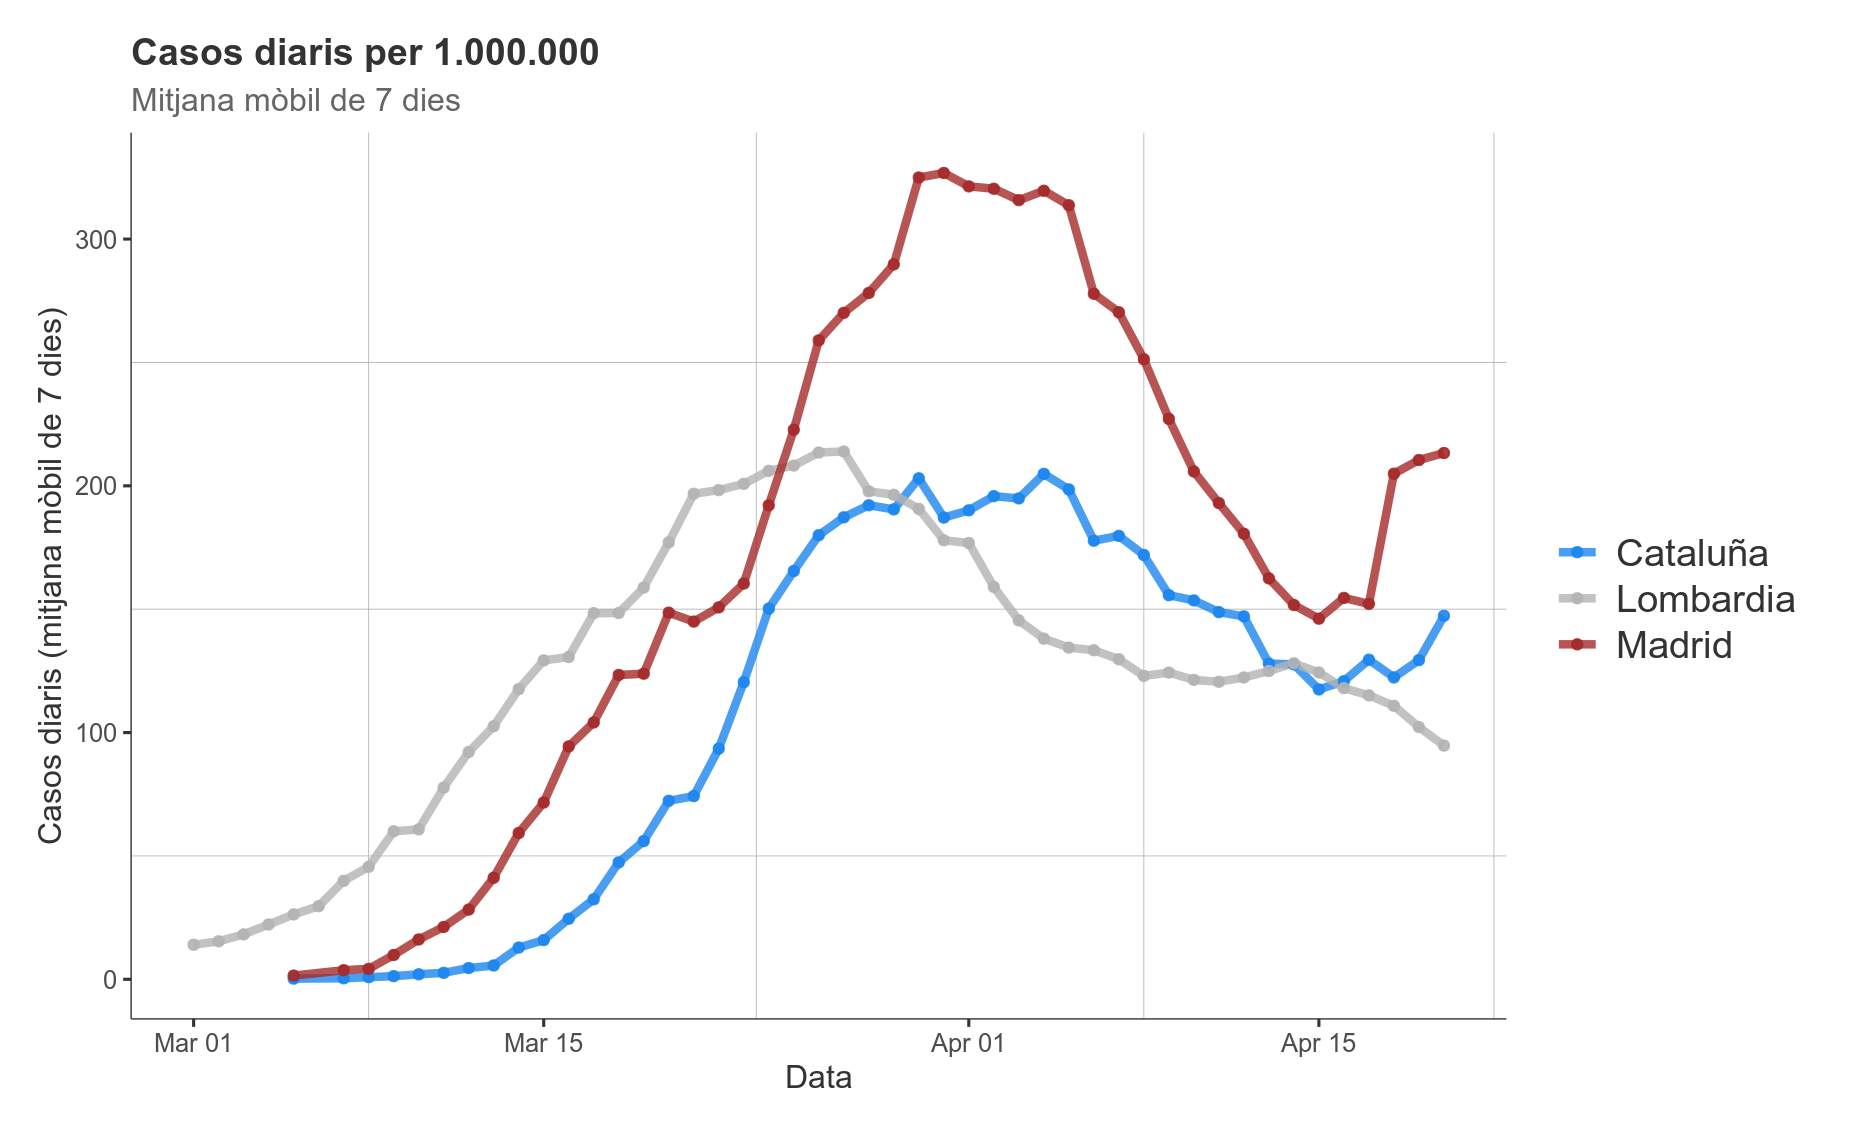 Casos diaris per 1.000.000
Mitjana mòbil de 7 dies
Casos diaris (mitjana mòbil de 7 dies)
300
200
100
0
Mar 01
Mar 15
Apr 01
Apr 15
Data
Cataluña
Lombardia
Madrid